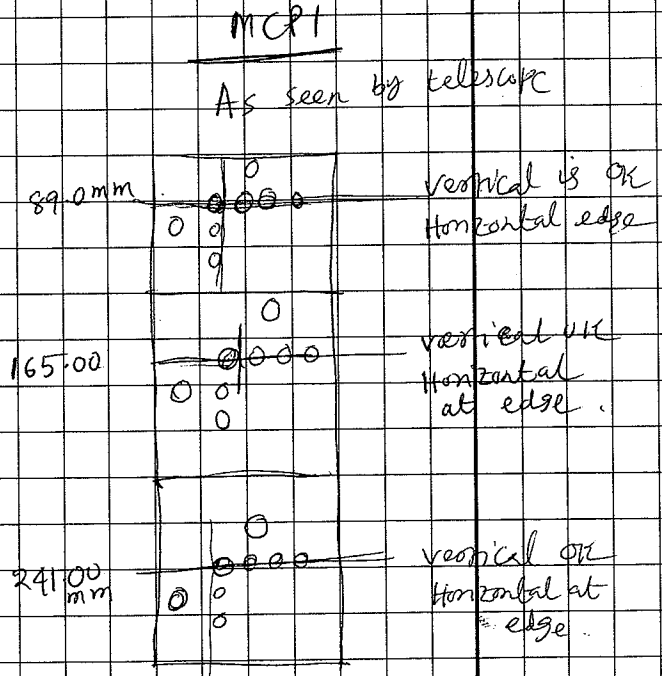 MCP1
As seen by telescope
89.0mm
vertical is OK
Horizontal edge
165.00
vertical OK
Horizontal
at edge.
241.00
mm
vertical OK
Horizontal at
edge.